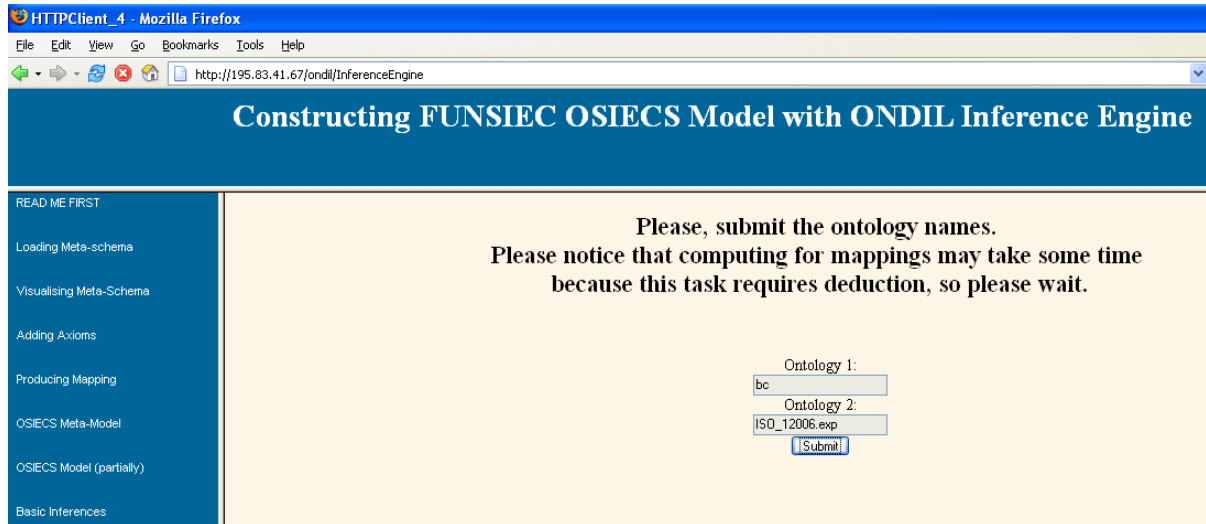 HTTPClient_4 - Mozilla Firefox
File Edit View Go Bookmarks Tools Help
http://195.83.41.67/ondil/InferenceEngine
Constructing FUNSIEC OSIECS Model with ONDIL Inference Engine
READ ME FIRST
Loading Meta-schema
Visualising Meta-Schema
Adding Axioms
Producing Mapping
OSIECS Meta-Model
OSIECS Model (partially)
Basic Inferences
Please, submit the ontology names.
Please notice that computing for mappings may take some time
because this task requires deduction, so please wait.
Ontology 1:
bc
Ontology 2:
ISO_12006.exp
Submit